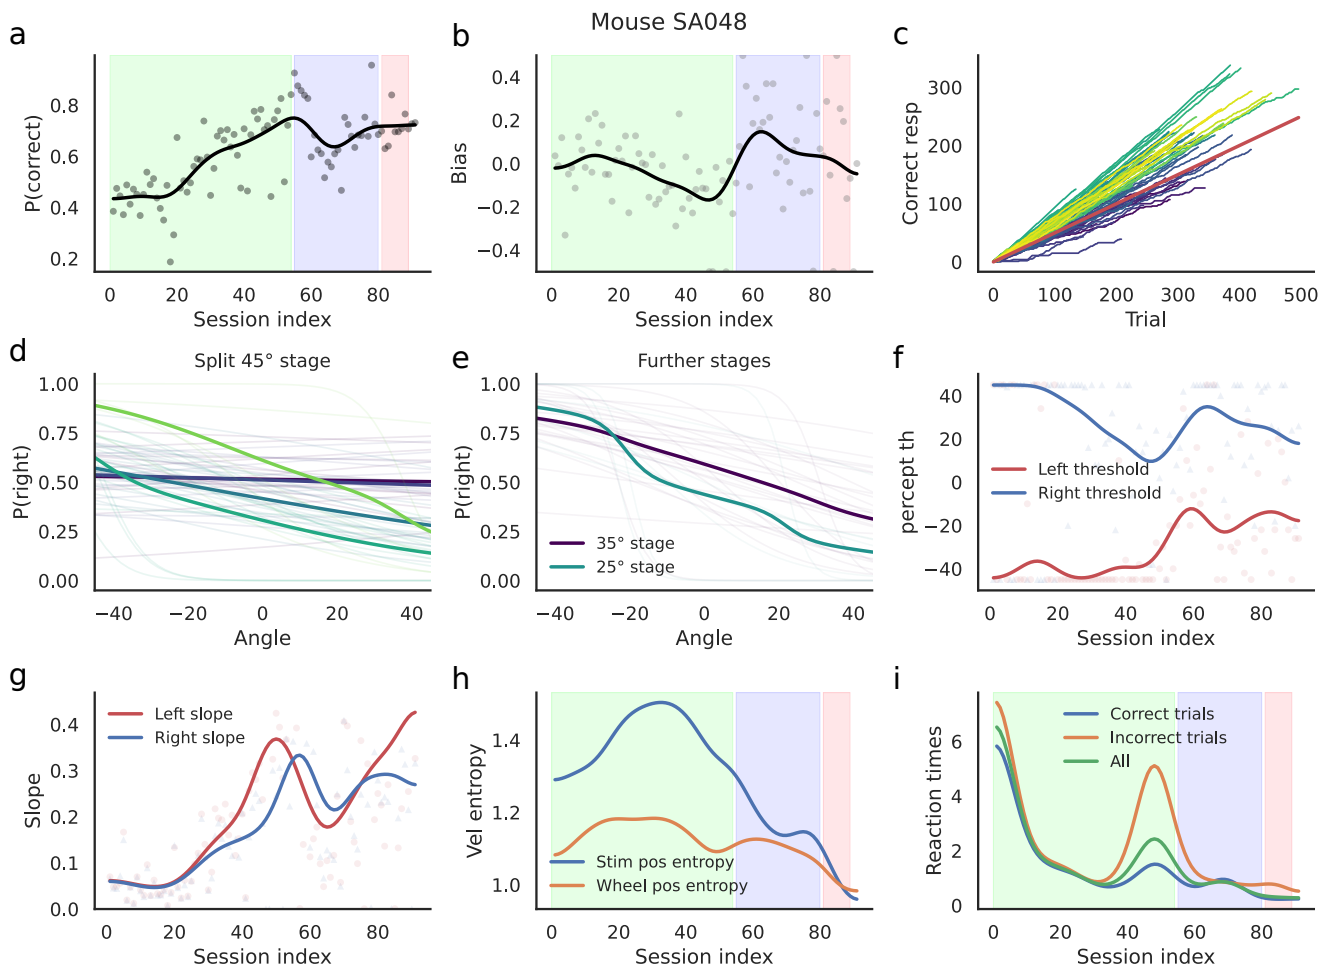 Mouse SA048
a
P(correct)
0.8
0.6
0.4
0.2
0 20 40 60 80
Session index
b
Bias
0.4
0.2
0.0
−0.2
−0.4
0 20 40 60 80
Session index
c
Correct resp
300
200
100
0
0 100 200 300 400 500
Trial
d
Split 45° stage
P(right)
1.00
0.75
0.50
0.25
0.00
−40 −20 0 20 40
Angle
e
Further stages
P(right)
1.00
0.75
0.50
0.25
0.00
35° stage
25° stage
−40 −20 0 20 40
Angle
f
percept th
40
20
0
−20
−40
Left threshold
Right threshold
0 20 40 60 80
Session index
g
Slope
0.4
0.3
0.2
0.1
0.0
Left slope
Right slope
0 20 40 60 80
Session index
h
Vel entropy
1.4
1.2
1.0
Stim pos entropy
Wheel pos entropy
0 20 40 60 80
Session index
i
Reaction times
6
4
2
0
Correct trials
Incorrect trials
All
0 20 40 60 80
Session index